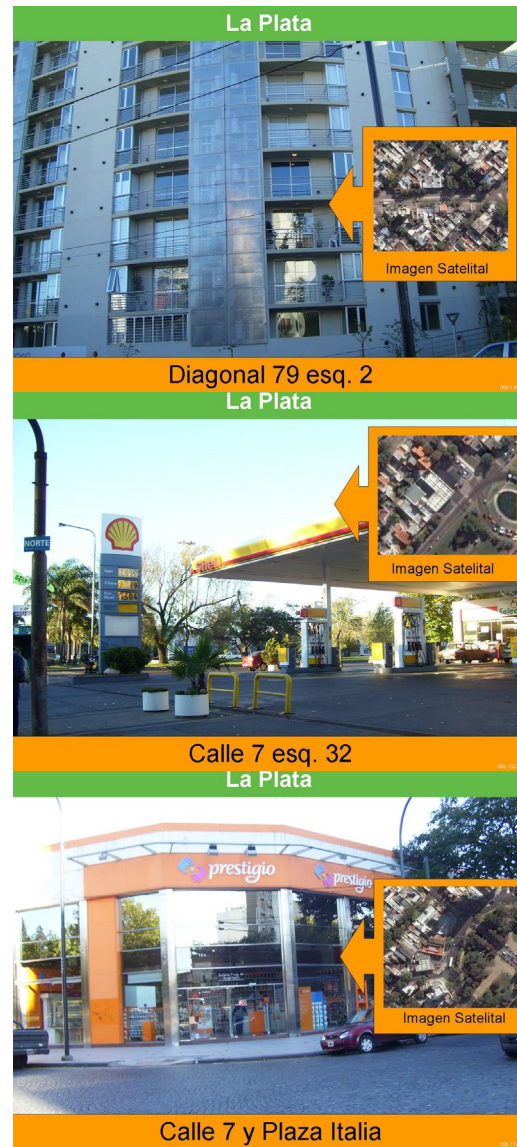 La Plata
Imagen Satelital
Diagonal 79 esq. 2
La Plata
NORTE
Shell
Imagen Satelital
Calle 7 esq. 32
La Plata
prestigio
prestigio
Imagen Satelital
Calle 7 y Plaza Italia